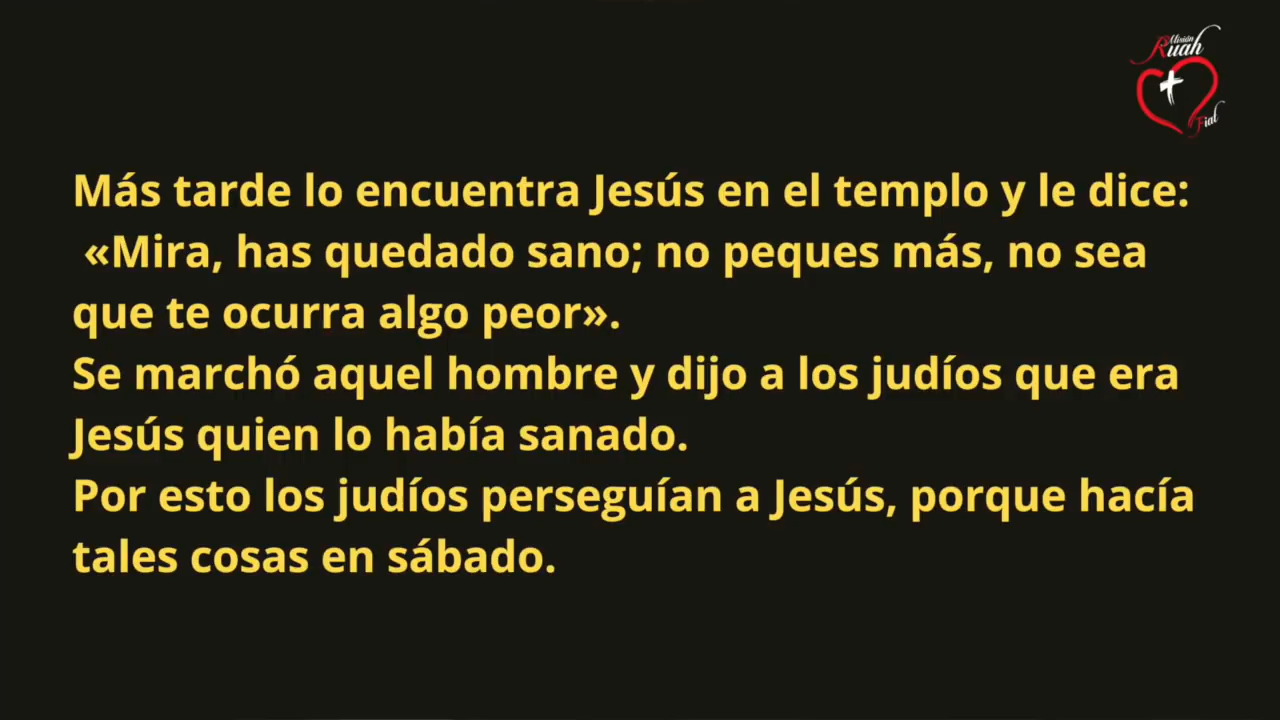 Misión
Ruah
Fial
Más tarde lo encuentra Jesús en el templo y le dice:
«Mira, has quedado sano; no peques más, no sea
que te ocurra algo peor».
Se marchó aquel hombre y dijo a los judíos que era
Jesús quien lo había sanado.
Por esto los judíos perseguían a Jesús, porque hacía
tales cosas en sábado.